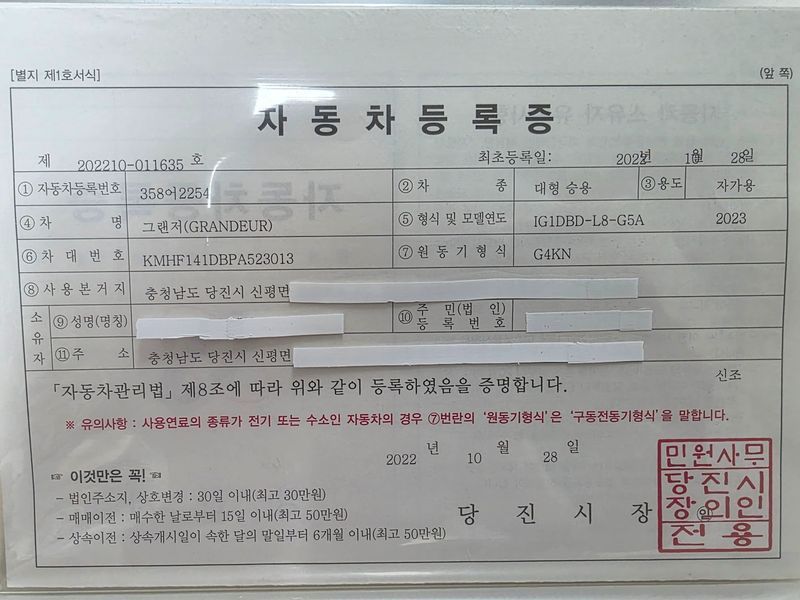 [별지 제1호서식]
(앞 쪽)
자동차등록증
제 202210-011635 호
최초등록일: 2022년 10월 28일
① 자동차등록번호 358어2254 ② 차 종 대형 승용 ③ 용도 자가용
④ 차 명 그랜저(GRANDEUR) ⑤ 형식 및 모델연도 IG1DBD-L8-G5A 2023
⑥ 차 대 번 호 KMHF141DBPA523013 ⑦ 원 동 기 형 식 G4KN
⑧ 사 용 본 거 지 충청남도 당진시 신평면
소유자 ⑨ 성명(명칭) ⑩ 주 민(법 인) 등 록 번 호
⑪ 주 소 충청남도 당진시 신평면
「자동차관리법」 제8조에 따라 위와 같이 등록하였음을 증명합니다.
신조
※ 유의사항 : 사용연료의 종류가 전기 또는 수소인 자동차의 경우 ⑦번란의 '원동기형식'은 '구동전동기형식'을 말합니다.
2022 년 10 월 28 일
☞ 이것만은 꼭! ☜
– 법인주소지, 상호변경 : 30일 이내(최고 30만원)
– 매매이전 : 매수한 날로부터 15일 이내(최고 50만원)
– 상속이전 : 상속개시일이 속한 달의 말일부터 6개월 이내(최고 50만원)
당 진 시 장
민원사무
당진시
장의인
전용